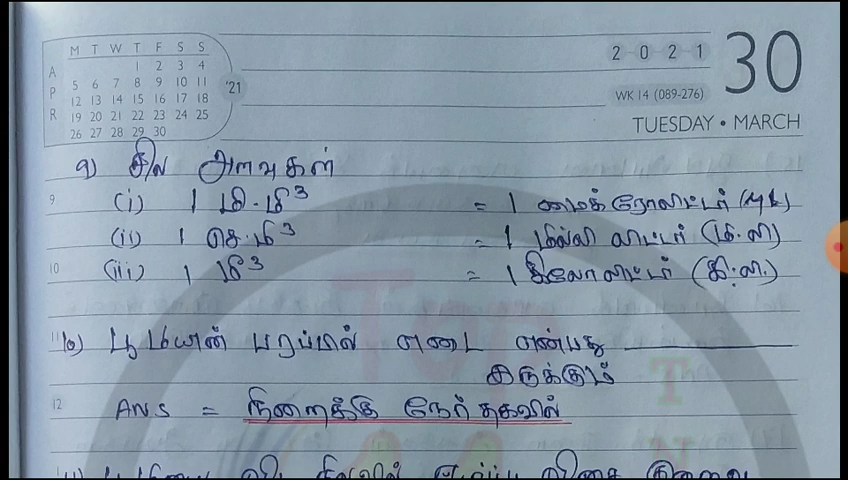 M T W T F S S
1 2 3 4
A 5 6 7 8 9 10 11
P 12 13 14 15 16 17 18 '21
R 19 20 21 22 23 24 25
26 27 28 29 30
2 0 2 1 30
WK 14 (089-276)
TUESDAY • MARCH
9) சில அளவுகள்
9 (i) 1 மி.மீ³ = 1 மைக்ரோலிட்டர் (μL)
(ii) 1 செ.மீ³ = 1 மில்லி லிட்டர் (மி.லி)
10 (iii) 1 மீ³ = 1 கிலோ லிட்டர் (கி.லி.)
11 10) பூமியின் பரப்பில் எடை என்பது
இருக்கும்
12 ANS = நிறைக்கு நேர் தகவில்
Top
T
N